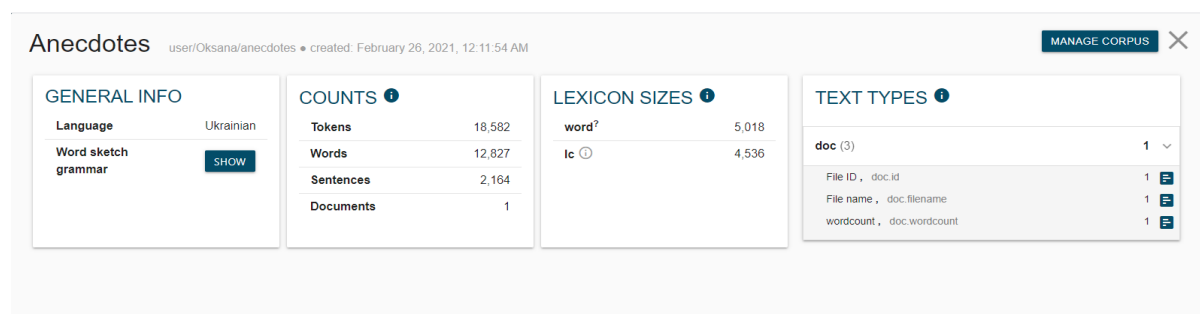 Anecdotes user/Oksana/anecdotes ● created: February 26, 2021, 12:11:54 AM MANAGE CORPUS
GENERAL INFO
Language Ukrainian
Word sketch grammar SHOW
COUNTS
Tokens 18,582
Words 12,827
Sentences 2,164
Documents 1
LEXICON SIZES
word? 5,018
lc 4,536
TEXT TYPES
doc (3) 1
File ID , doc.id 1
File name , doc.filename 1
wordcount , doc.wordcount 1